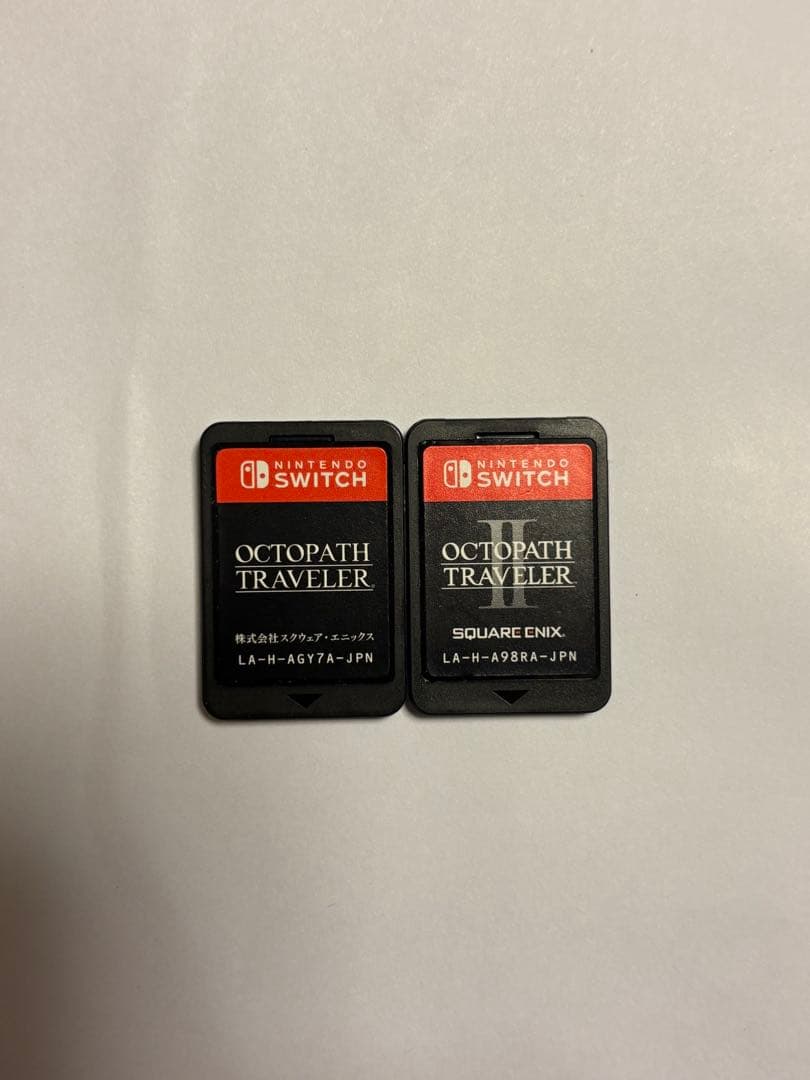 NINTENDO
SWITCH
OCTOPATH
TRAVELER
株式会社スクウェア・エニックス
LA-H-AGY7A-JPN
NINTENDO
SWITCH
II
OCTOPATH
TRAVELER
SQUARE ENIX®
LA-H-A98RA-JPN